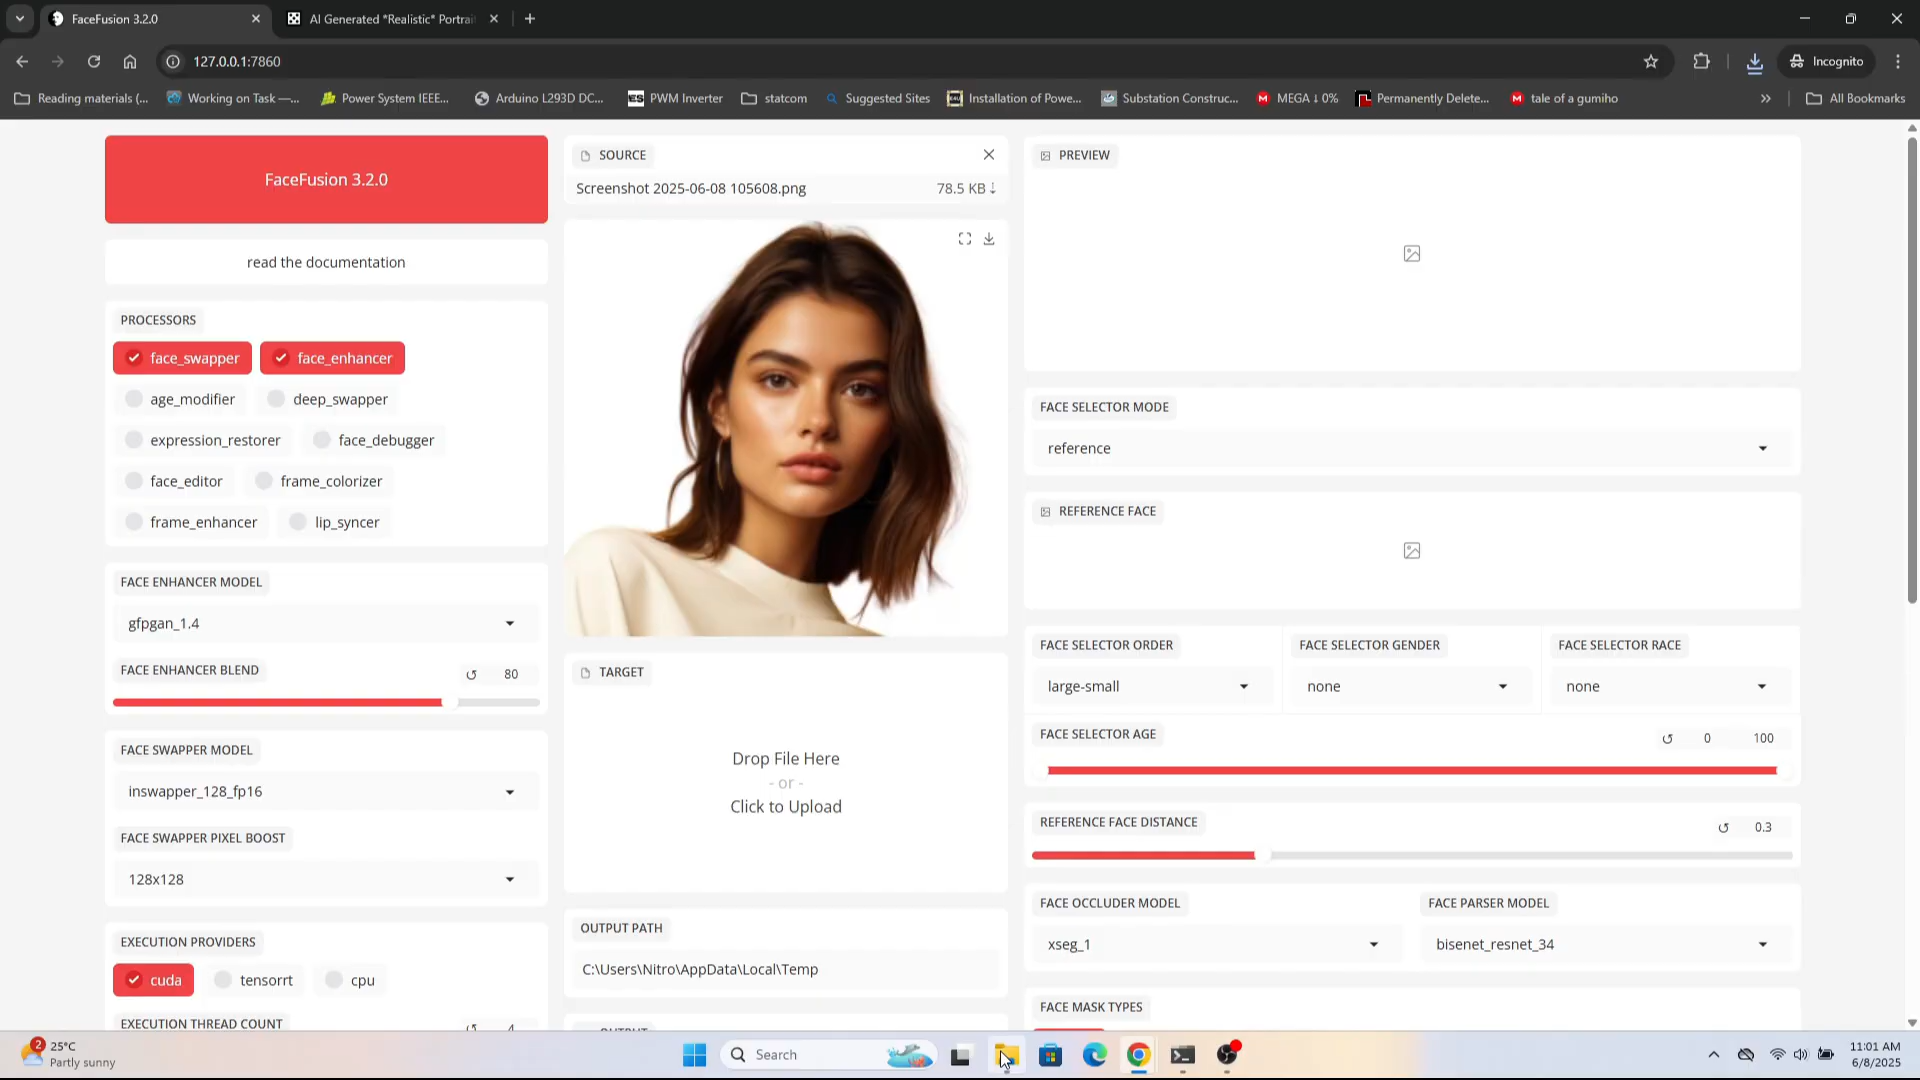 FaceFusion 3.2.0
AI Generated *Realistic* Portrai
127.0.0.1:7860
Incognito
Reading materials (...
Working on Task —...
Power System IEEE...
Arduino L293D DC...
PWM Inverter
statcom
Suggested Sites
Installation of Powe...
Substation Construc...
MEGA ↓ 0%
Permanently Delete...
tale of a gumiho
All Bookmarks
FaceFusion 3.2.0
read the documentation
PROCESSORS
face_swapper
face_enhancer
age_modifier
deep_swapper
expression_restorer
face_debugger
face_editor
frame_colorizer
frame_enhancer
lip_syncer
FACE ENHANCER MODEL
gfpgan_1.4
FACE ENHANCER BLEND
80
FACE SWAPPER MODEL
inswapper_128_fp16
FACE SWAPPER PIXEL BOOST
128x128
EXECUTION PROVIDERS
cuda
tensorrt
cpu
EXECUTION THREAD COUNT
4
SOURCE
Screenshot 2025-06-08 105608.png
78.5 KB ↓
TARGET
Drop File Here
- or -
Click to Upload
OUTPUT PATH
C:\Users\Nitro\AppData\Local\Temp
OUTPUT
PREVIEW
FACE SELECTOR MODE
reference
REFERENCE FACE
FACE SELECTOR ORDER
large-small
FACE SELECTOR GENDER
none
FACE SELECTOR RACE
none
FACE SELECTOR AGE
0
100
REFERENCE FACE DISTANCE
0.3
FACE OCCLUDER MODEL
xseg_1
FACE PARSER MODEL
bisenet_resnet_34
FACE MASK TYPES
2
25°C
Partly sunny
Search
11:01 AM
6/8/2025